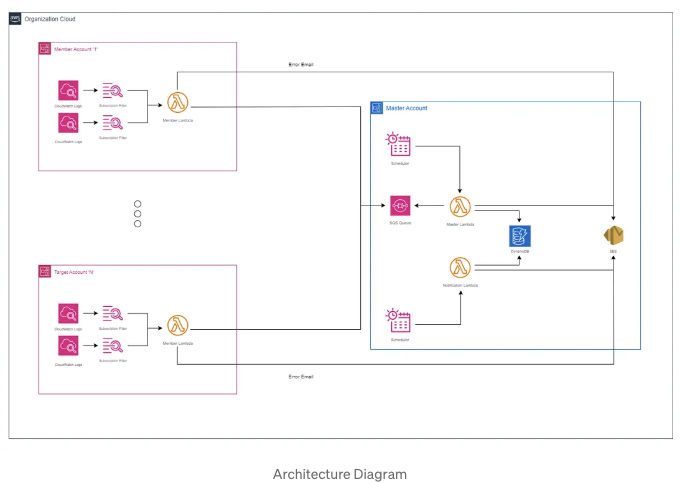 aws
Organization Cloud
Member Account '1'
CloudWatch Logs
Subscription Filter
CloudWatch Logs
Subscription Filter
Member Lambda
Error Email
Master Account
Scheduler
SQS Queue
Master Lambda
DynamoDB
SES
Notification Lambda
Scheduler
Target Account 'N'
CloudWatch Logs
Subscription Filter
CloudWatch Logs
Subscription Filter
Member Lambda
Error Email
Architecture Diagram